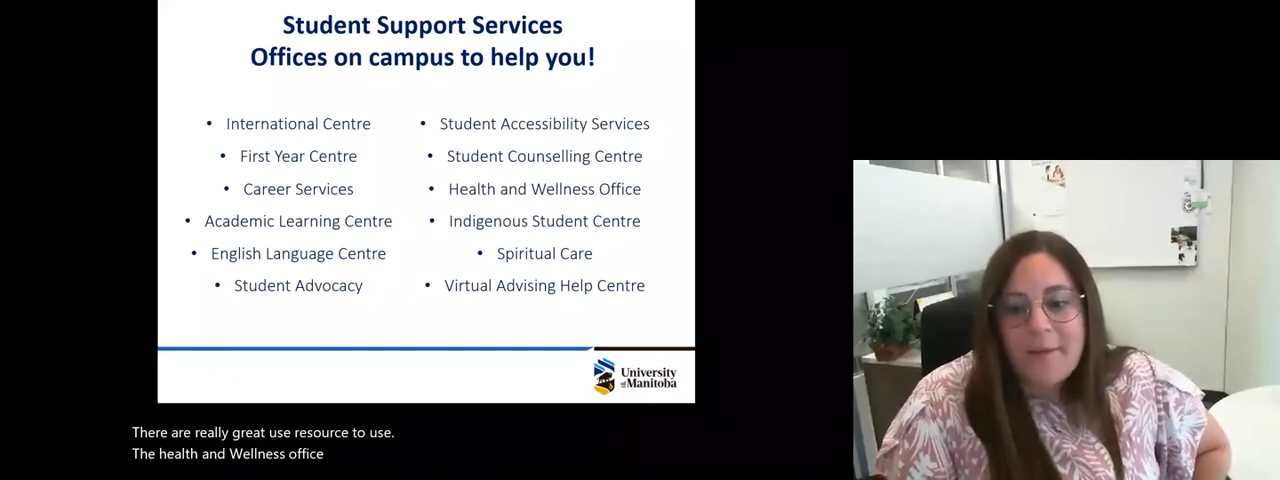 Student Support Services
Offices on campus to help you!
• International Centre
• First Year Centre
• Career Services
• Academic Learning Centre
• English Language Centre
• Student Advocacy
• Student Accessibility Services
• Student Counselling Centre
• Health and Wellness Office
• Indigenous Student Centre
• Spiritual Care
• Virtual Advising Help Centre
University
of Manitoba
There are really great use resource to use.
The health and Wellness office